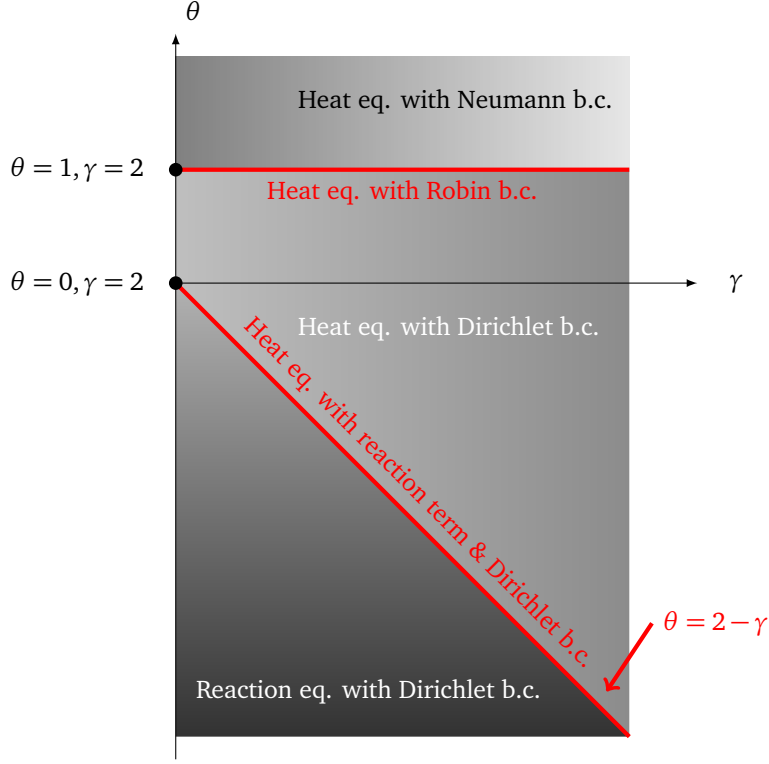 θ
Heat eq. with Neumann b.c.
θ = 1, γ = 2
Heat eq. with Robin b.c.
θ = 0, γ = 2
γ
Heat eq. with Dirichlet b.c.
Heat eq. with reaction term & Dirichlet b.c.
θ = 2 − γ
Reaction eq. with Dirichlet b.c.